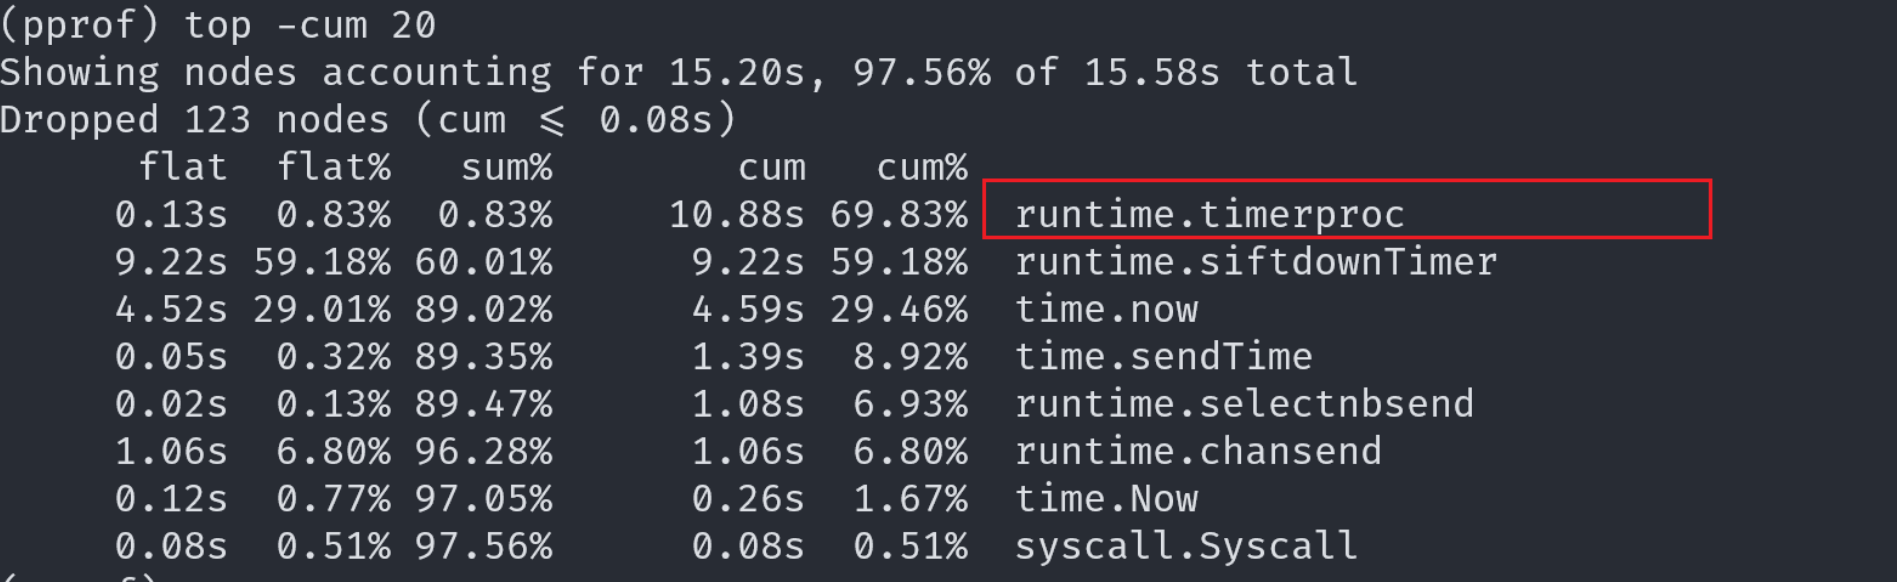 (pprof) top -cum 20
Showing nodes accounting for 15.20s, 97.56% of 15.58s total
Dropped 123 nodes (cum <= 0.08s)
flat flat% sum% cum cum%
0.13s 0.83% 0.83% 10.88s 69.83% runtime.timerproc
9.22s 59.18% 60.01% 9.22s 59.18% runtime.siftdownTimer
4.52s 29.01% 89.02% 4.59s 29.46% time.now
0.05s 0.32% 89.35% 1.39s 8.92% time.sendTime
0.02s 0.13% 89.47% 1.08s 6.93% runtime.selectnbsend
1.06s 6.80% 96.28% 1.06s 6.80% runtime.chansend
0.12s 0.77% 97.05% 0.26s 1.67% time.Now
0.08s 0.51% 97.56% 0.08s 0.51% syscall.Syscall